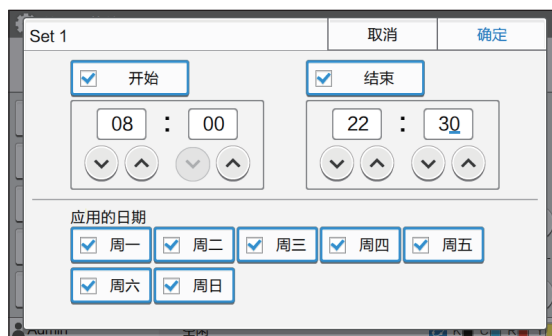 Set 1 取消 确定
开始 结束
08 : 00 22 : 30
应用的日期
周一 周二 周三 周四 周五
周六 周日
Admin